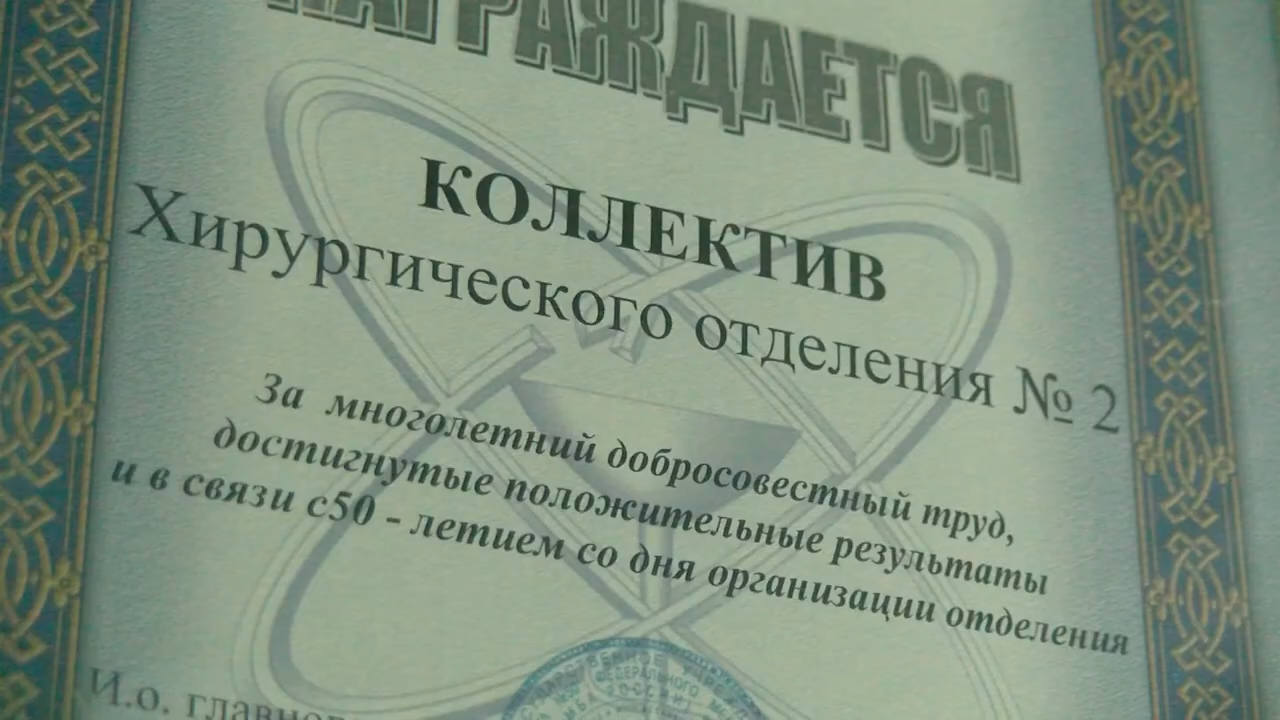 НАГРАЖДАЕТСЯ
КОЛЛЕКТИВ
Хирургического отделения № 2
За многолетний добросовестный труд,
достигнутые положительные результаты
и в связи с50 - летием со дня организации отделения
И.о.